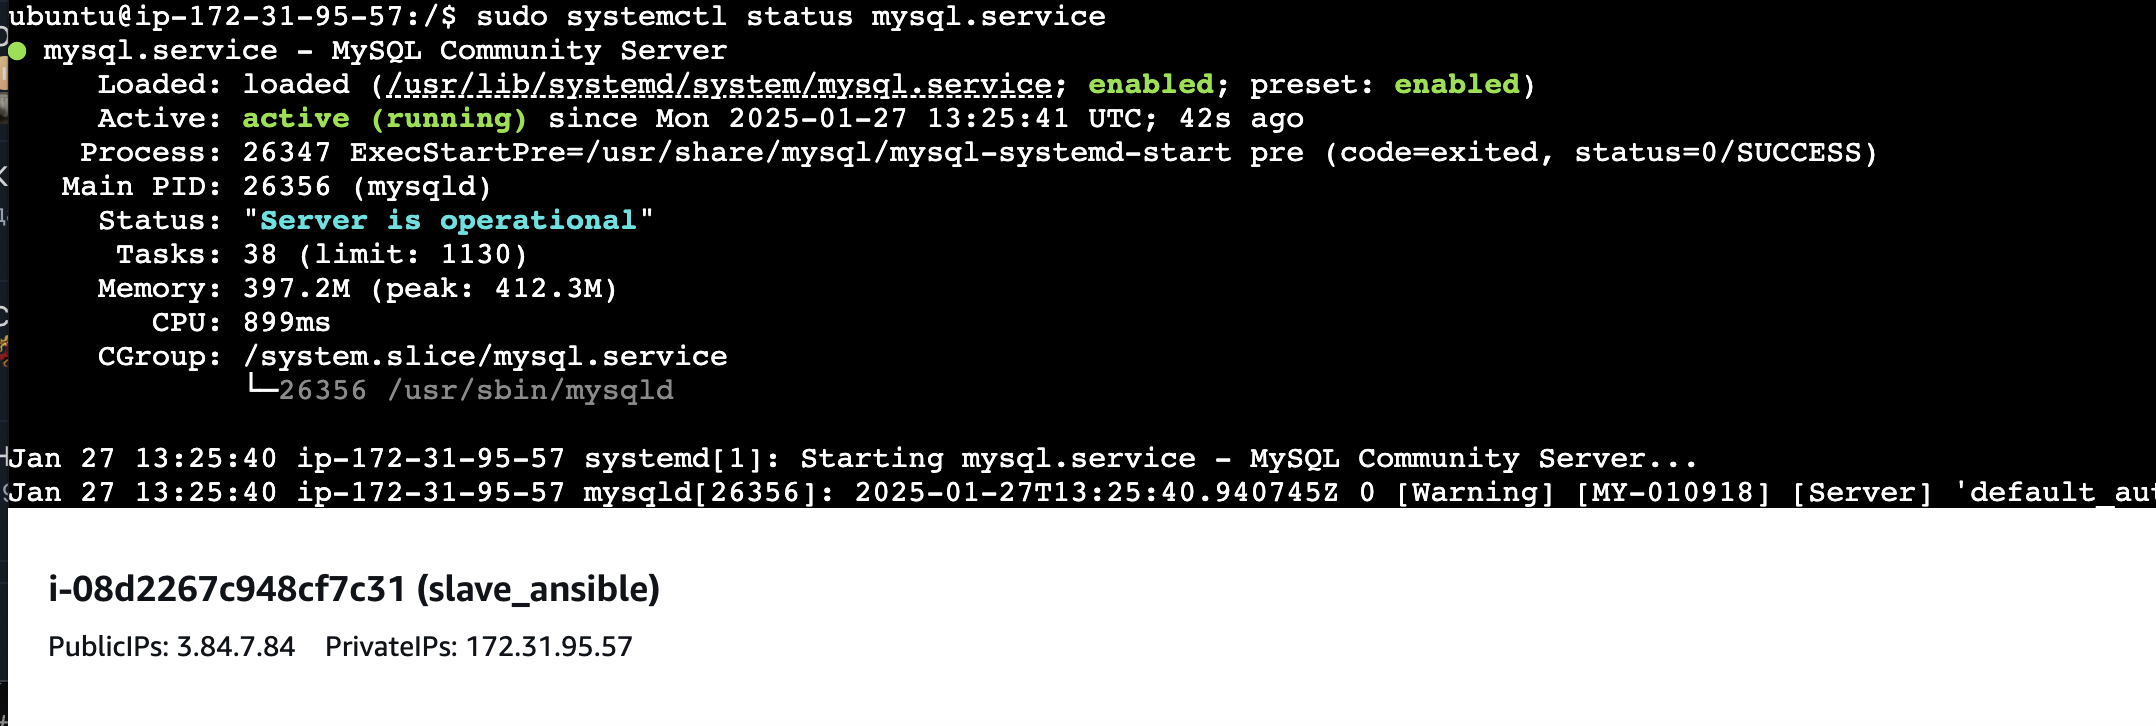 ubuntu@ip-172-31-95-57:/$ sudo systemctl status mysql.service
● mysql.service - MySQL Community Server
Loaded: loaded (/usr/lib/systemd/system/mysql.service; enabled; preset: enabled)
Active: active (running) since Mon 2025-01-27 13:25:41 UTC; 42s ago
Process: 26347 ExecStartPre=/usr/share/mysql/mysql-systemd-start pre (code=exited, status=0/SUCCESS)
Main PID: 26356 (mysqld)
Status: "Server is operational"
Tasks: 38 (limit: 1130)
Memory: 397.2M (peak: 412.3M)
CPU: 899ms
CGroup: /system.slice/mysql.service
└─26356 /usr/sbin/mysqld
Jan 27 13:25:40 ip-172-31-95-57 systemd[1]: Starting mysql.service - MySQL Community Server...
Jan 27 13:25:40 ip-172-31-95-57 mysqld[26356]: 2025-01-27T13:25:40.940745Z 0 [Warning] [MY-010918] [Server] 'default_aut
i-08d2267c948cf7c31 (slave_ansible)
PublicIPs: 3.84.7.84 PrivateIPs: 172.31.95.57